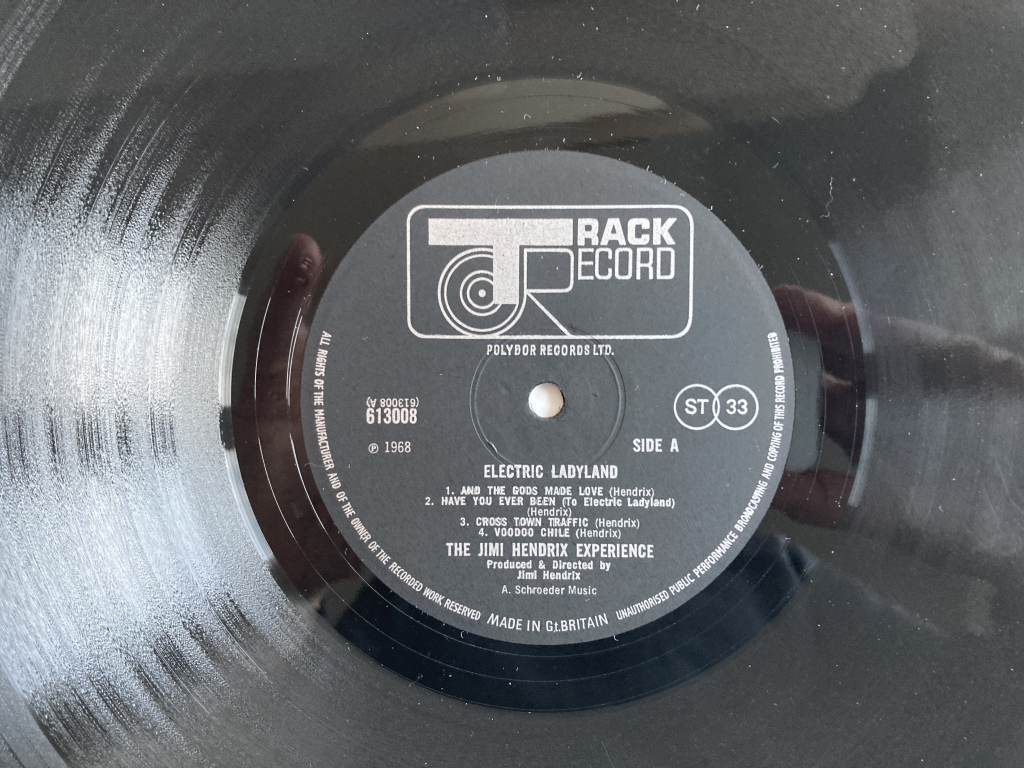 TRACK
RECORD
POLYDOR RECORDS LTD.
(613008 A)
613008
ST 33
℗ 1968
SIDE A
ELECTRIC LADYLAND
1. AND THE GODS MADE LOVE (Hendrix)
2. HAVE YOU EVER BEEN (To Electric Ladyland)
(Hendrix)
3. CROSS TOWN TRAFFIC (Hendrix)
4. VOODOO CHILE (Hendrix)
THE JIMI HENDRIX EXPERIENCE
Produced & Directed by
Jimi Hendrix
A. Schroeder Music
ALL RIGHTS OF THE MANUFACTURER AND OF THE OWNER OF THE RECORDED WORK RESERVED
MADE IN Gt.BRITAIN
UNAUTHORISED PUBLIC PERFORMANCE BROADCASTING AND COPYING OF THIS RECORD PROHIBITED